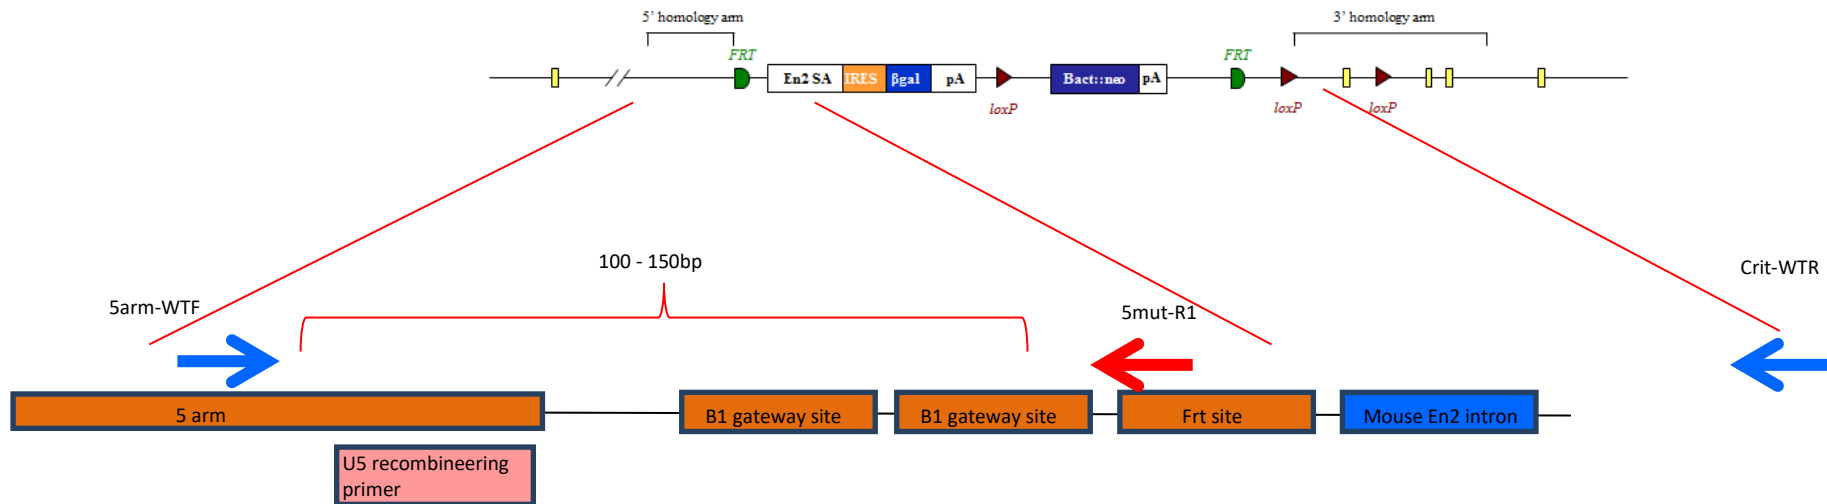 5’ homology arm
3’ homology arm
FRT
FRT
En2 SA
IRES
βgal
pA
Bact::neo
pA
loxP
loxP
loxP
100 - 150bp
Crit-WTR
5arm-WTF
5mut-R1
5 arm
B1 gateway site
B1 gateway site
Frt site
Mouse En2 intron
U5 recombineering
primer